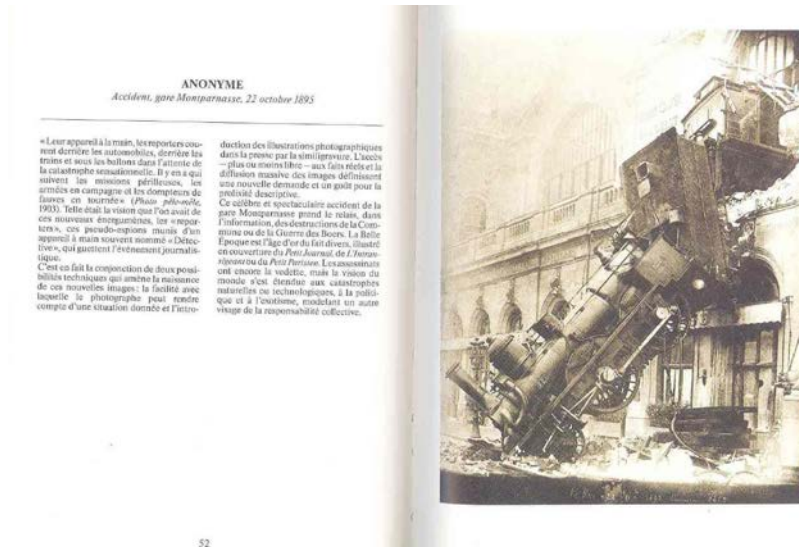 ANONYME
Accident, gare Montparnasse, 22 octobre 1895
« Leur appareil à la main, les reporters cou-
rent derrière les automobiles, derrière les
trains et sous les ballons dans l'attente de
la catastrophe sensationnelle. Il y en a qui
suivent les missions périlleuses, les
armées en campagne et les dompteurs de
fauves en tournée » (Photo pêle-mêle,
1903). Telle était la vision que l'on avait de
ces nouveaux énergumènes, les « repor-
ters », ces pseudo-espions munis d'un
appareil à main souvent nommé « Détec-
tive », qui guettent l'événement journalis-
tique.
C'est en fait la conjonction de deux possi-
bilités techniques qui amène la naissance
de ces nouvelles images : la facilité avec
laquelle le photographe peut rendre
compte d'une situation donnée et l'intro-
duction des illustrations photographiques
dans la presse par la similigravure. L'accès
— plus ou moins libre — aux faits réels et la
diffusion massive des images définissent
une nouvelle demande et un goût pour la
prolixité descriptive.
Ce célèbre et spectaculaire accident de la
gare Montparnasse prend le relais, dans
l'information, des destructions de la Com-
mune ou de la Guerre des Boers. La Belle
Époque est l'âge d'or du fait divers, illustré
en couverture du Petit Journal, de L'Intran-
sigeant ou du Petit Parisien. Les assassinats
ont encore la vedette, mais la vision du
monde s'est étendue aux catastrophes
naturelles ou technologiques, à la politi-
que et à l'exotisme, modelant un autre
visage de la responsabilité collective.
52